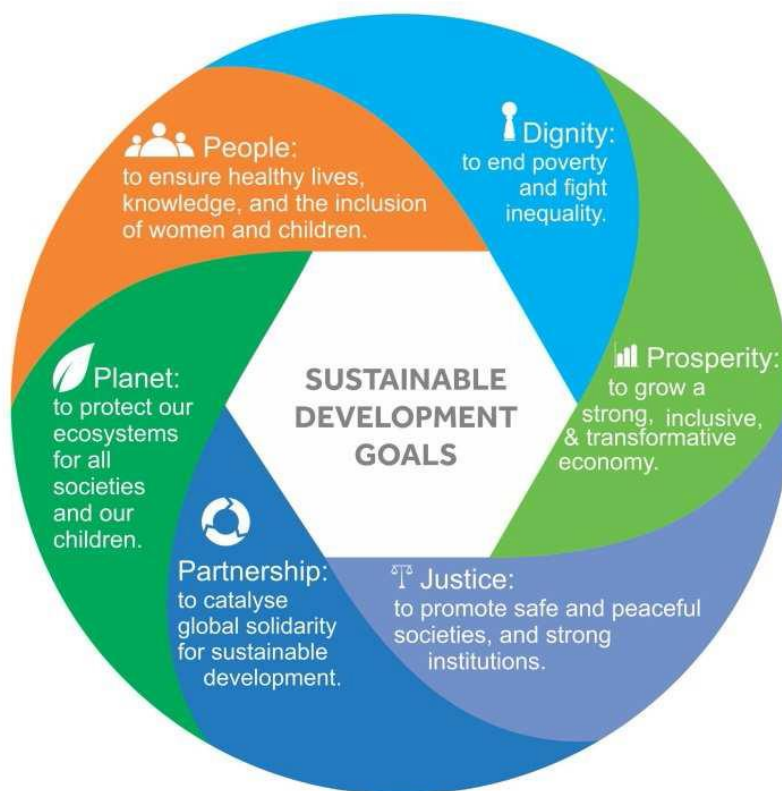 Dignity:
to end poverty
and fight
inequality.
Prosperity:
to grow a
strong, inclusive,
& transformative
economy.
Justice:
to promote safe and peaceful
societies, and strong
institutions.
Partnership:
to catalyse
global solidarity
for sustainable
development.
Planet:
to protect our
ecosystems
for all
societies
and our
children.
People:
to ensure healthy lives,
knowledge, and the inclusion
of women and children.
SUSTAINABLE
DEVELOPMENT
GOALS